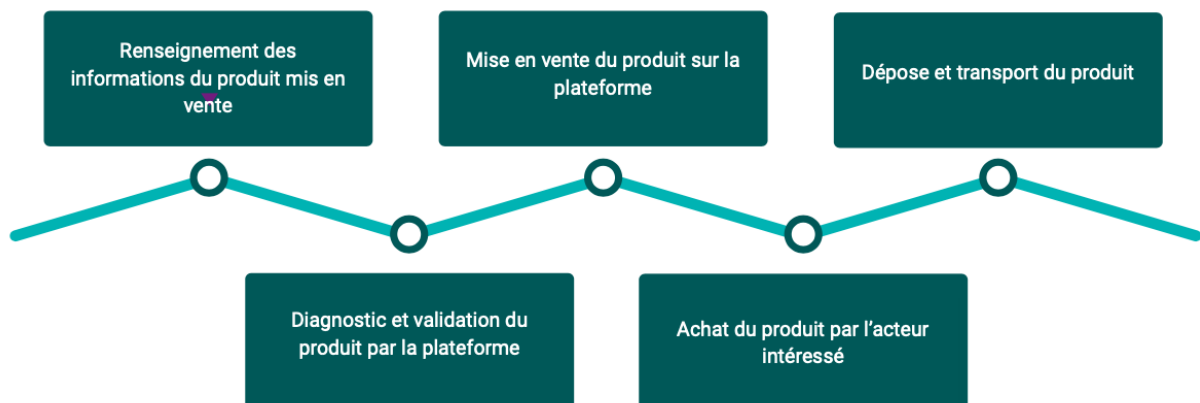 Renseignement des
informations du produit mis en
vente
Diagnostic et validation du
produit par la plateforme
Mise en vente du produit sur la
plateforme
Achat du produit par l’acteur
intéressé
Dépose et transport du produit